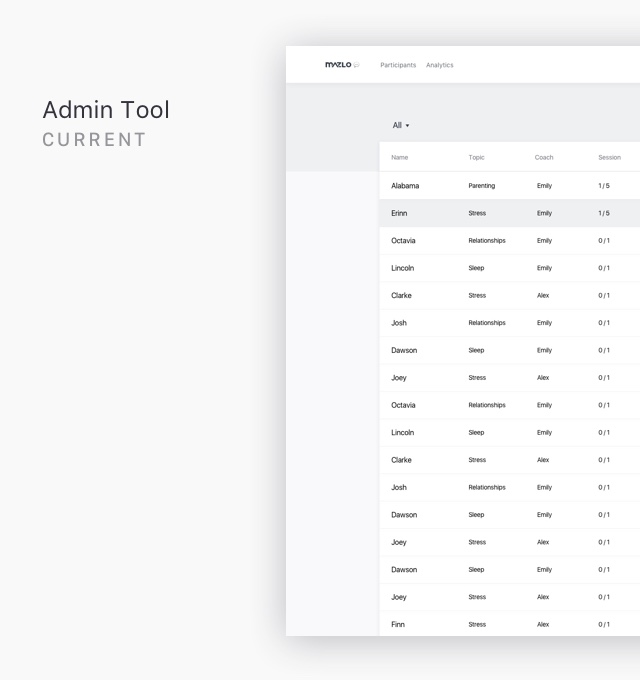 Admin Tool
CURRENT
MAZLO
Participants Analytics
All
Name Topic Coach Session
Alabama Parenting Emily 1 / 5
Erinn Stress Emily 1 / 5
Octavia Relationships Emily 0 / 1
Lincoln Sleep Emily 0 / 1
Clarke Stress Alex 0 / 1
Josh Relationships Emily 0 / 1
Dawson Sleep Emily 0 / 1
Joey Stress Alex 0 / 1
Octavia Relationships Emily 0 / 1
Lincoln Sleep Emily 0 / 1
Clarke Stress Alex 0 / 1
Josh Relationships Emily 0 / 1
Dawson Sleep Emily 0 / 1
Joey Stress Alex 0 / 1
Dawson Sleep Emily 0 / 1
Joey Stress Alex 0 / 1
Finn Stress Emily 0 / 1